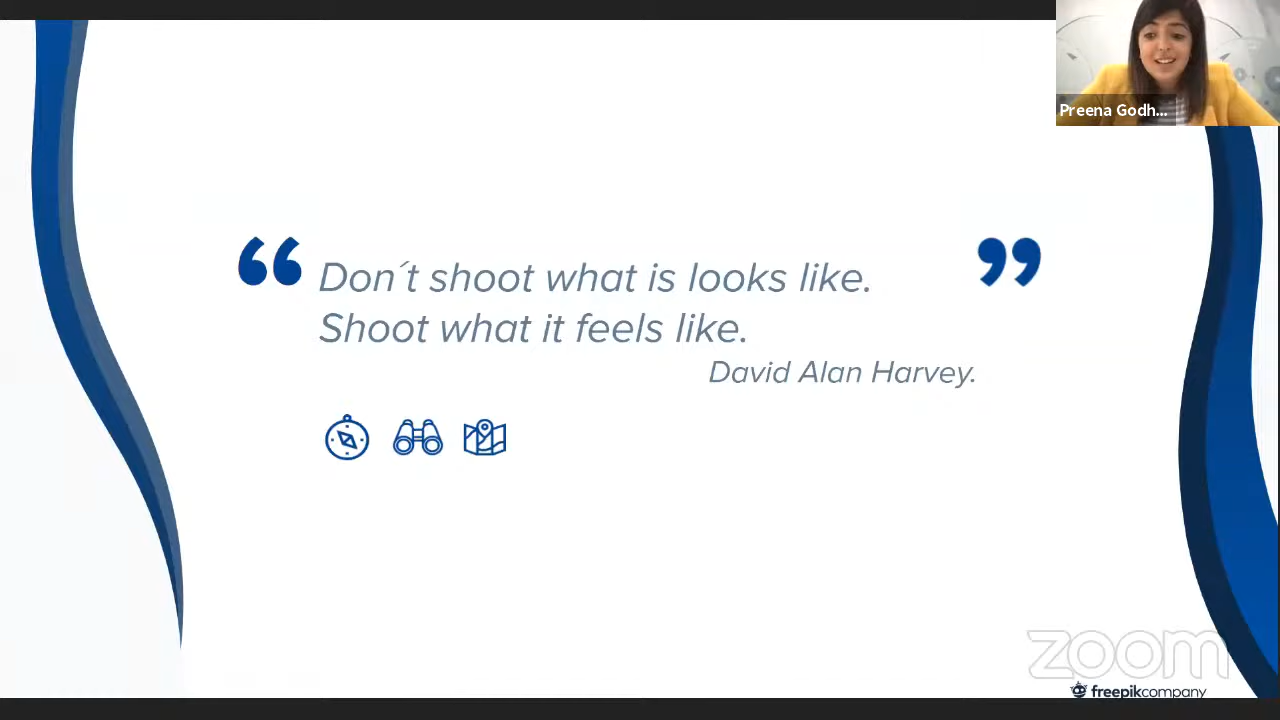 Preena Godh...
“ Don´t shoot what is looks like. ”
Shoot what it feels like.
David Alan Harvey.
zoom
freepikcompany